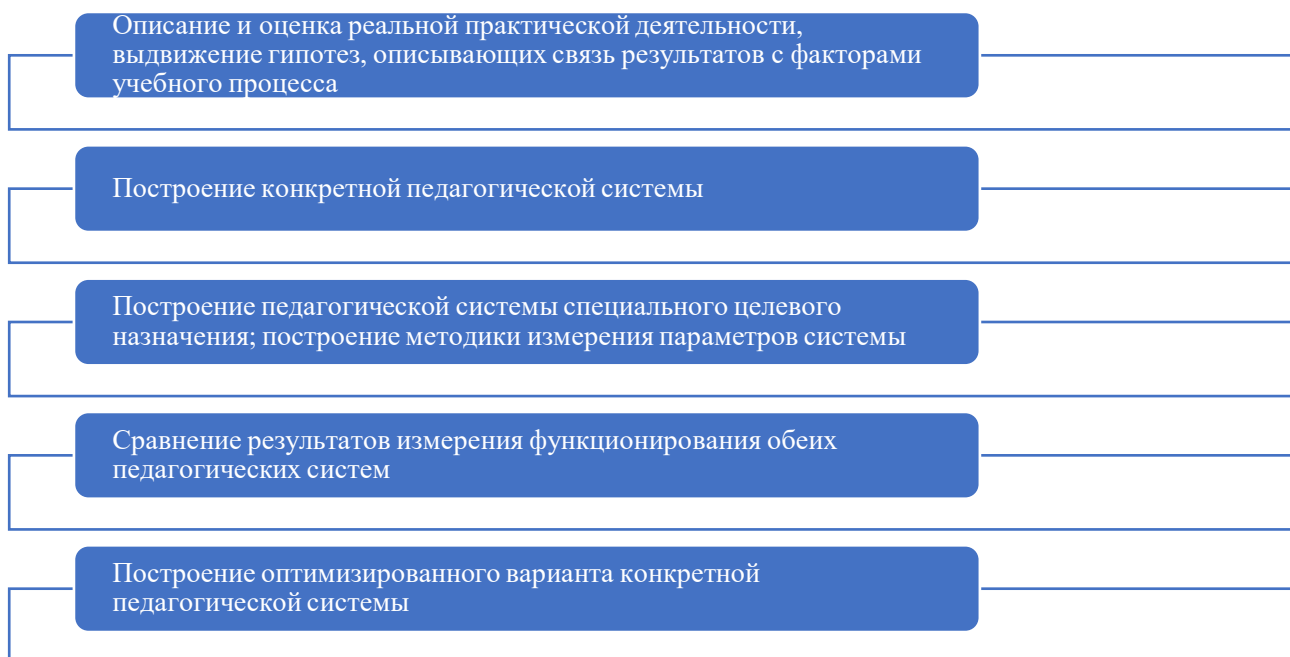 Описание и оценка реальной практической деятельности,
выдвижение гипотез, описывающих связь результатов с факторами
учебного процесса
Построение конкретной педагогической системы
Построение педагогической системы специального целевого
назначения; построение методики измерения параметров системы
Сравнение результатов измерения функционирования обеих
педагогических систем
Построение оптимизированного варианта конкретной
педагогической системы